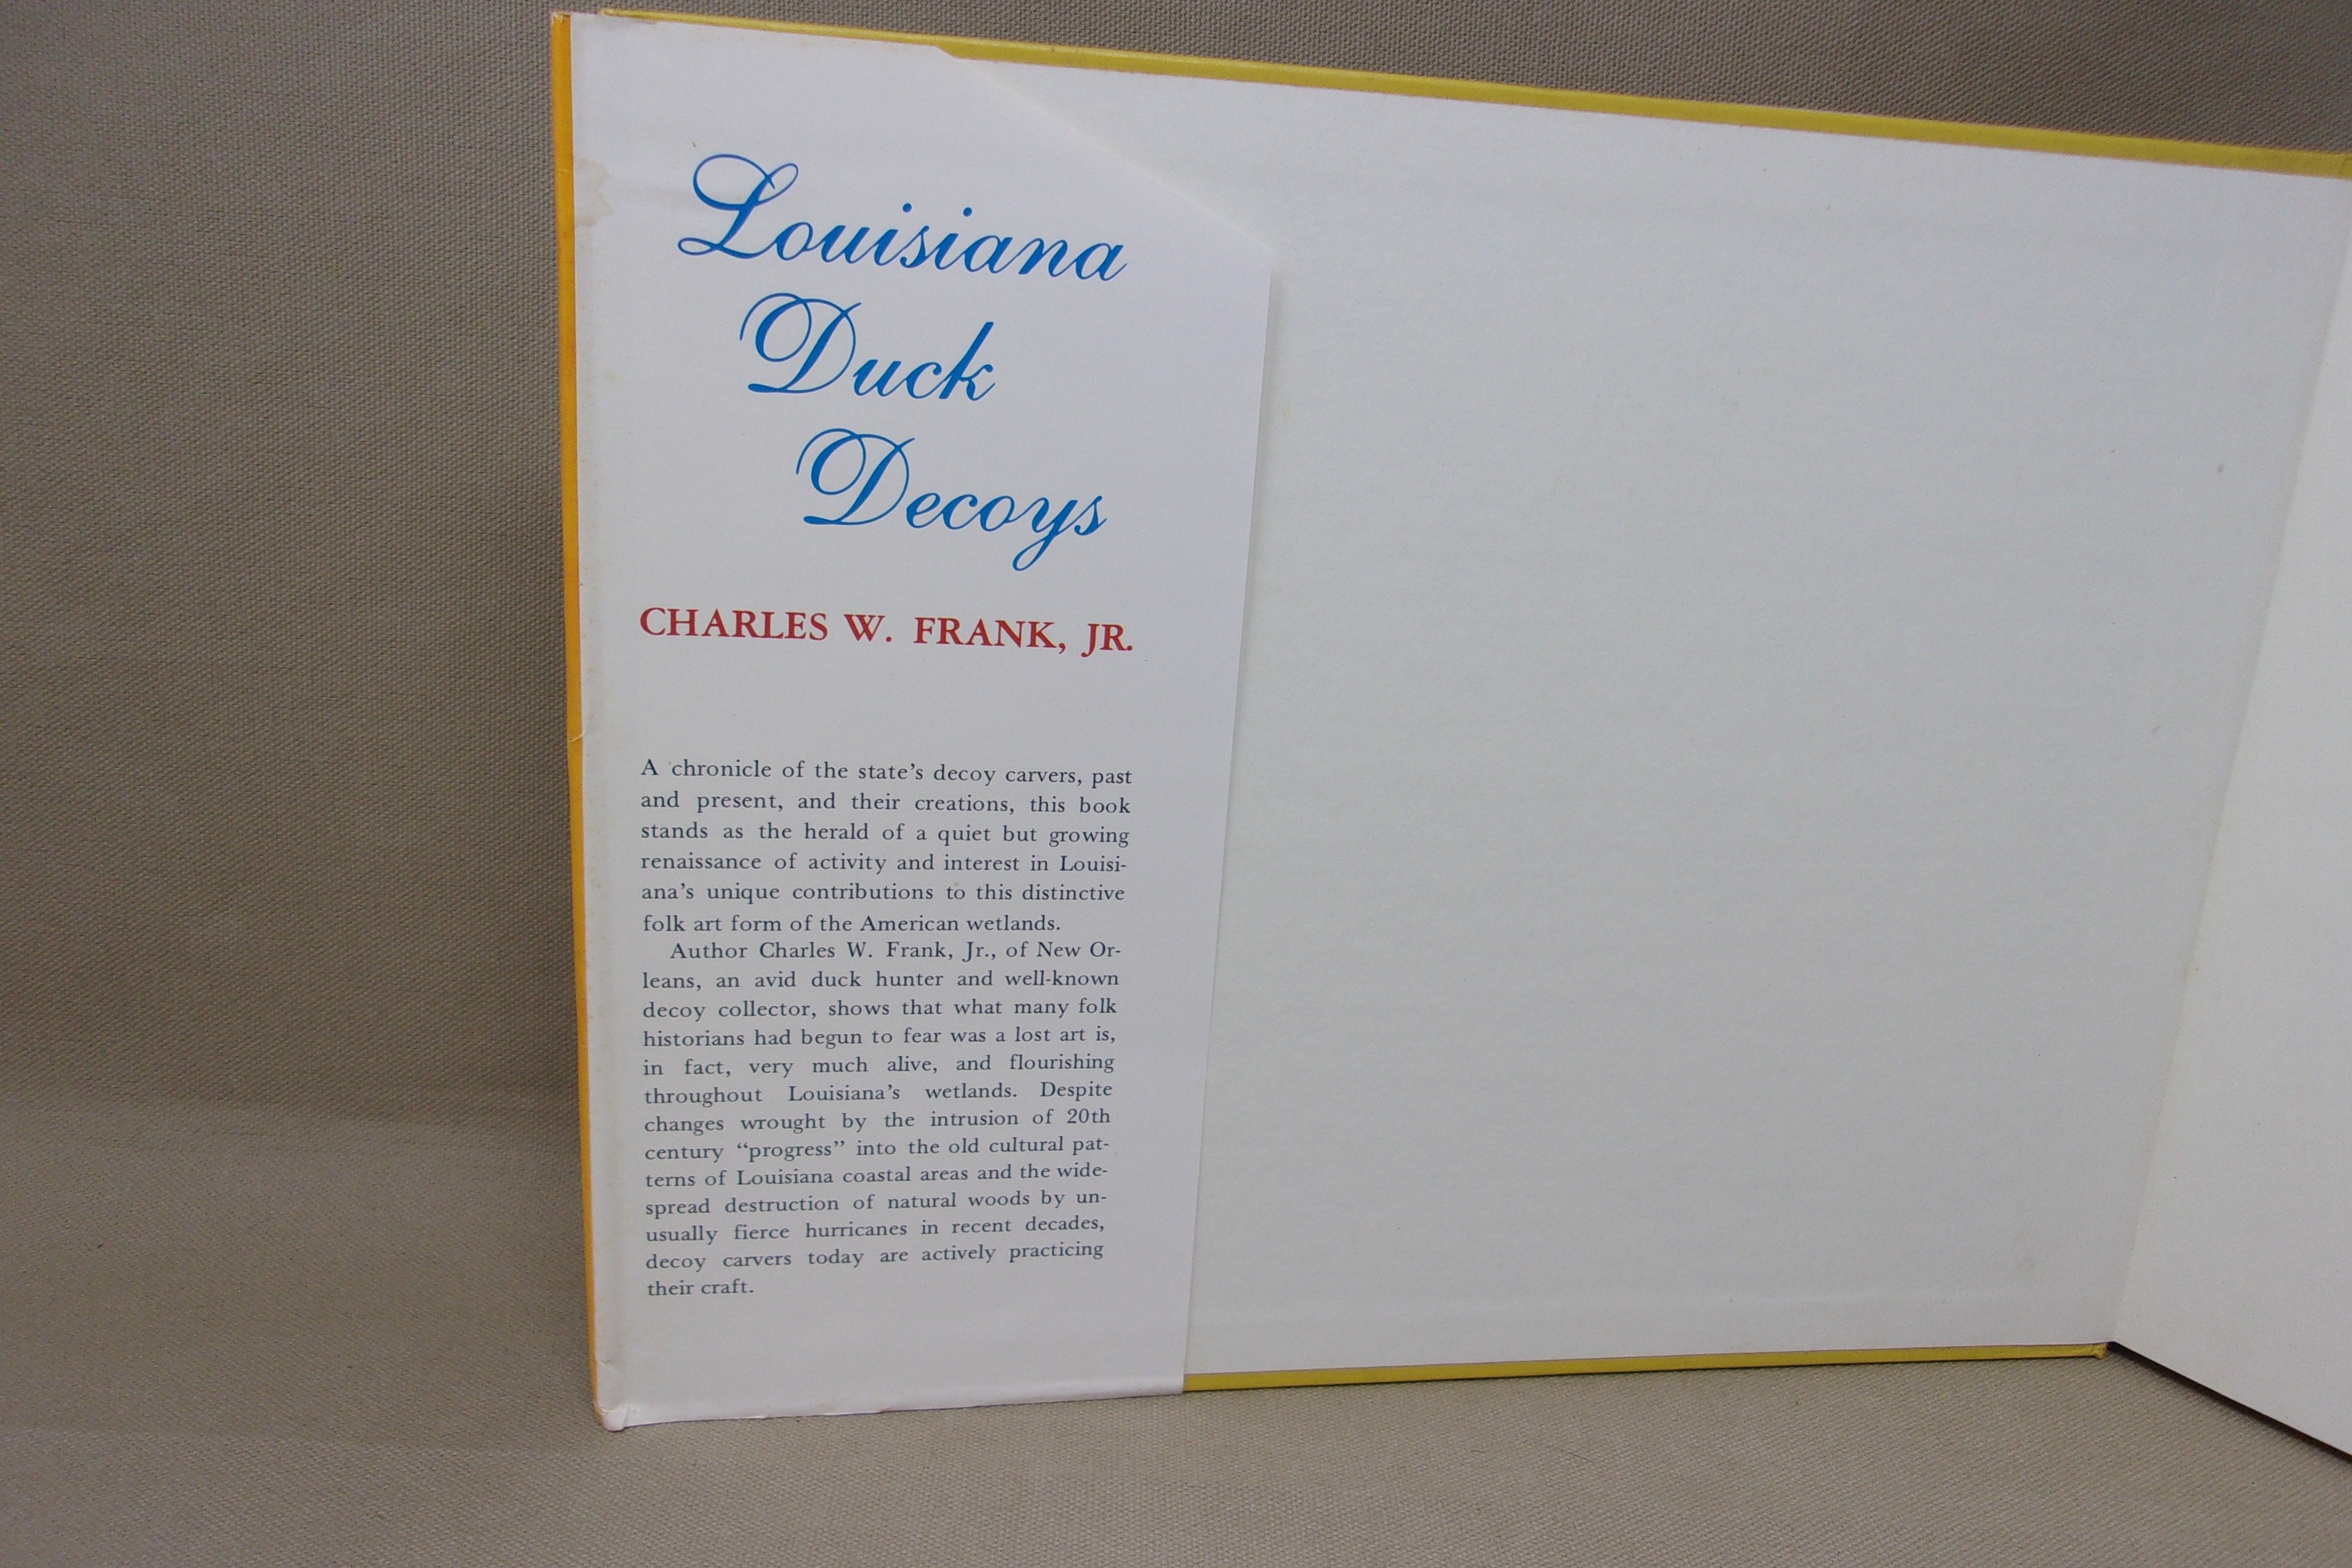 Louisiana
Duck
Decoys
CHARLES W. FRANK, JR.
A chronicle of the state's decoy carvers, past
and present, and their creations, this book
stands as the herald of a quiet but growing
renaissance of activity and interest in Louisi-
ana's unique contributions to this distinctive
folk art form of the American wetlands.
Author Charles W. Frank, Jr., of New Or-
leans, an avid duck hunter and well-known
decoy collector, shows that what many folk
historians had begun to fear was a lost art is,
in fact, very much alive, and flourishing
throughout Louisiana's wetlands. Despite
changes wrought by the intrusion of 20th
century “progress” into the old cultural pat-
terns of Louisiana coastal areas and the wide-
spread destruction of natural woods by un-
usually fierce hurricanes in recent decades,
decoy carvers today are actively practicing
their craft.